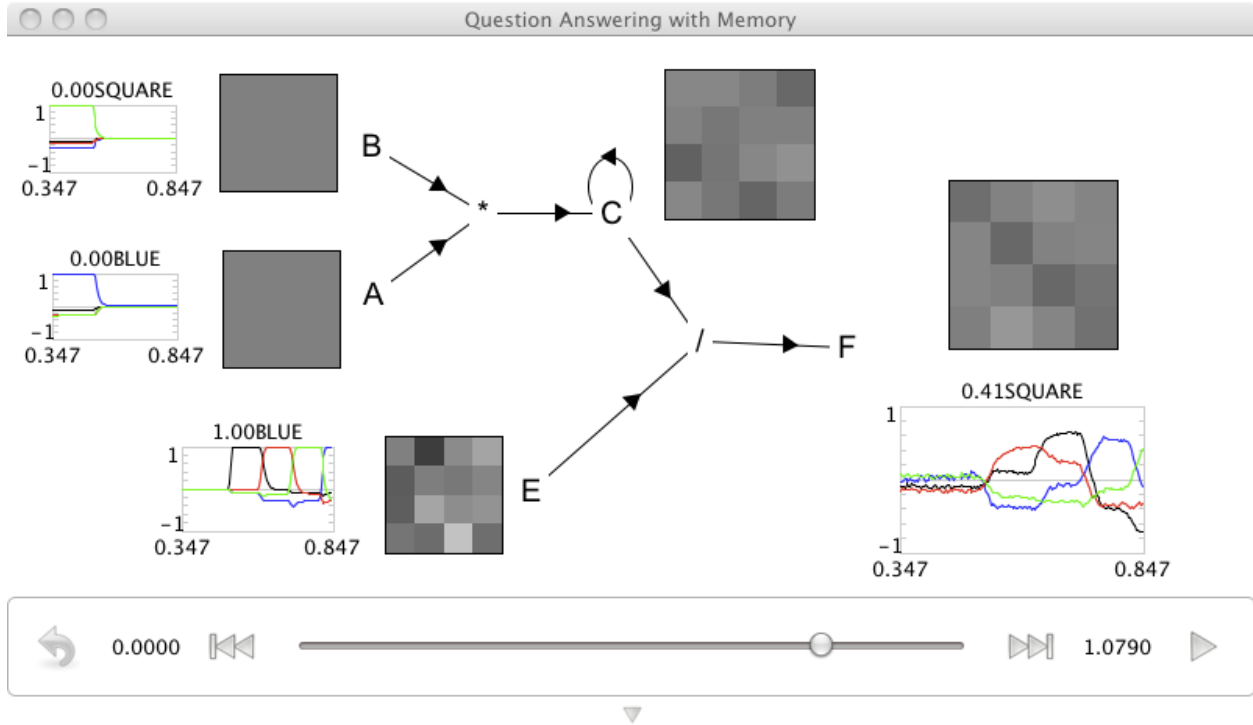 Question Answering with Memory
0.00SQUARE
1
-1
0.347 0.847
B
*
C
0.00BLUE
1
-1
0.347 0.847
A
/
F
1.00BLUE
1
-1
0.347 0.847
E
0.41SQUARE
1
-1
0.347 0.847
0.0000 1.0790